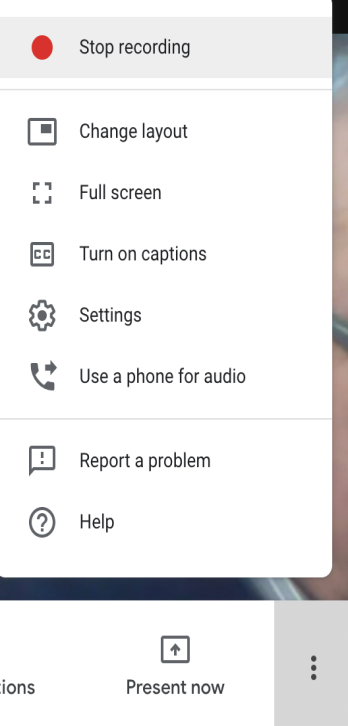 Stop recording
Change layout
Full screen
CC Turn on captions
Settings
Use a phone for audio
Report a problem
Help
Present now